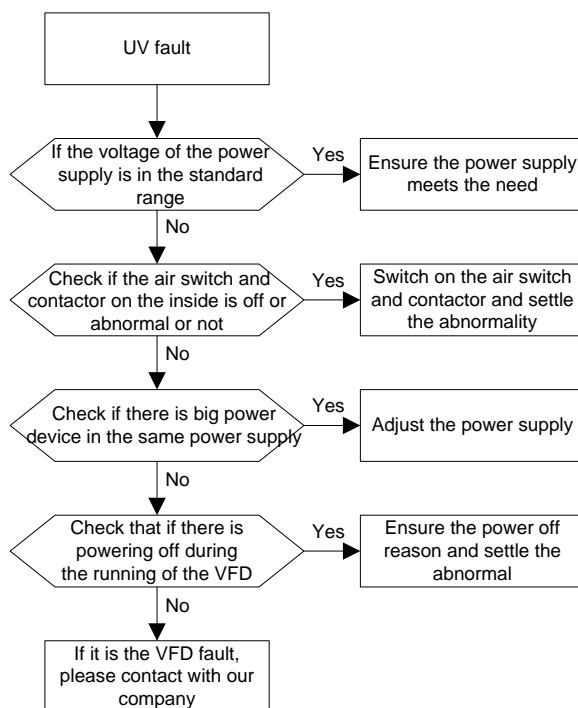 UV fault
If the voltage of the power
supply is in the standard
range
Yes
Ensure the power supply
meets the need
No
Check if the air switch and
contactor on the inside is off or
abnormal or not
Yes
Switch on the air switch
and contactor and settle
the abnormality
No
Check if there is big power
device in the same power supply
Yes
Adjust the power supply
No
Check that if there is
powering off during
the running of the VFD
Yes
Ensure the power off
reason and settle the
abnormal
No
If it is the VFD fault,
please contact with our
company